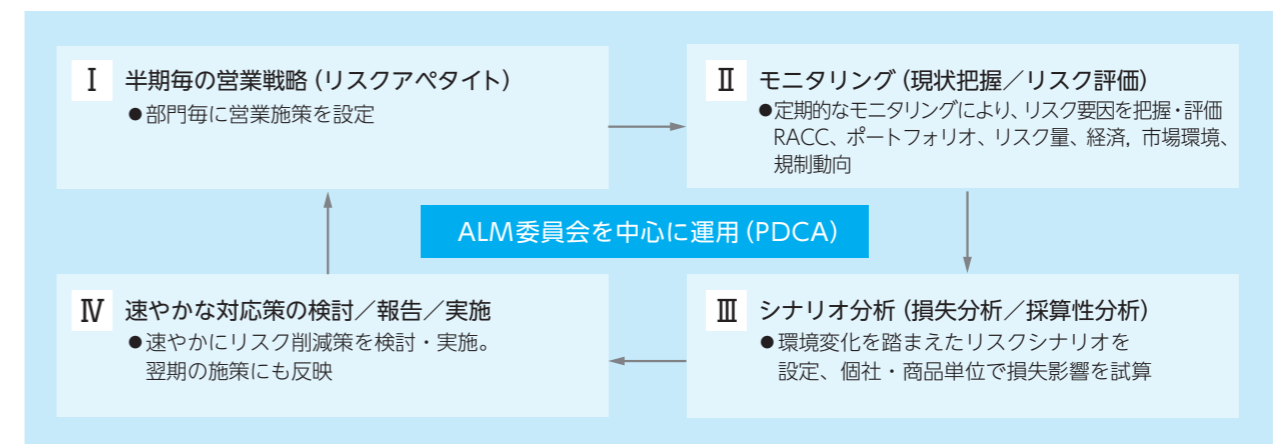 Ⅰ 半期毎の営業戦略（リスクアペタイト）
●部門毎に営業施策を設定
Ⅱ モニタリング（現状把握／リスク評価）
●定期的なモニタリングにより、リスク要因を把握・評価
RACC、ポートフォリオ、リスク量、経済，市場環境、
規制動向
ALM委員会を中心に運用（PDCA）
Ⅳ 速やかな対応策の検討／報告／実施
●速やかにリスク削減策を検討・実施。
翌期の施策にも反映
Ⅲ シナリオ分析（損失分析／採算性分析）
●環境変化を踏まえたリスクシナリオを
設定、個社・商品単位で損失影響を試算